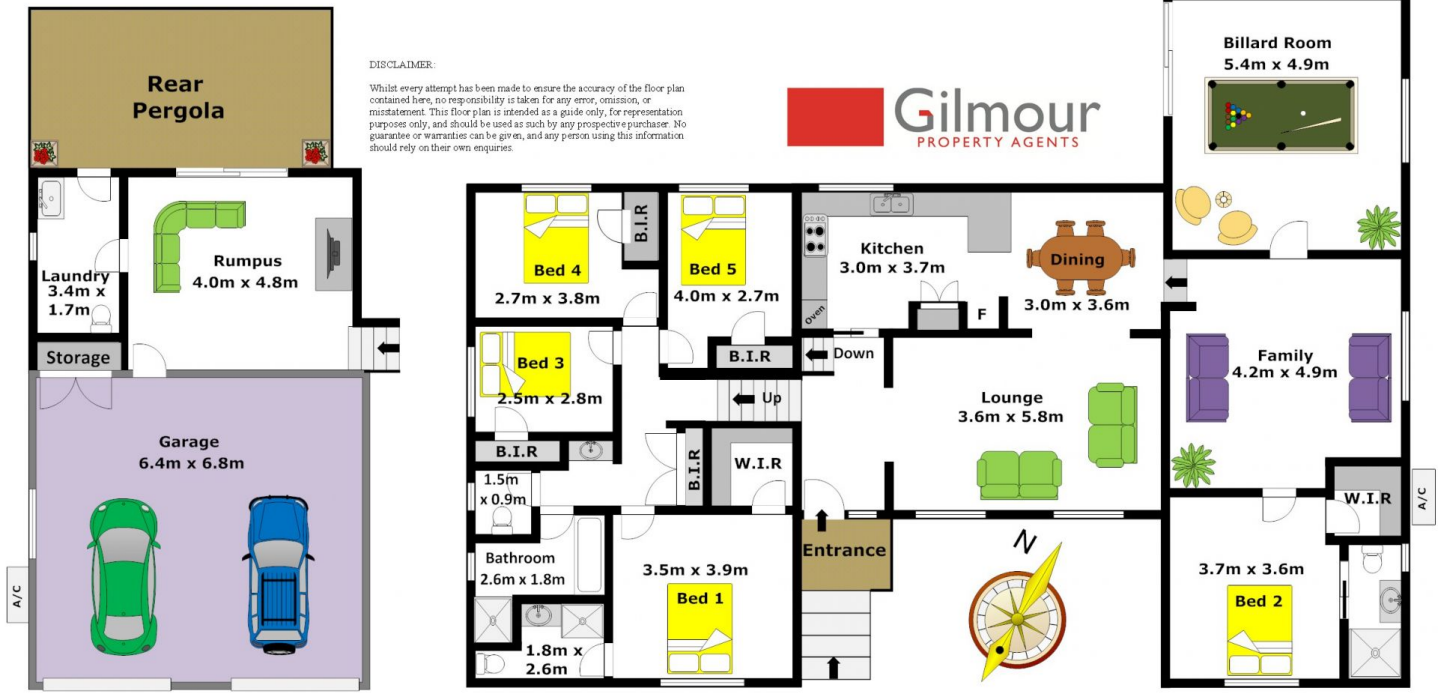 Rear
Pergola
DISCLAIMER:
Whilst every attempt has been made to ensure the accuracy of the floor plan
contained here, no responsibility is taken for any error, omission, or
misstatement. This floor plan is intended as a guide only, for representation
purposes only, and should be used as such by any prospective purchaser. No
guarantee or warranties can be given, and any person using this information
should rely on their own enquiries.
Gilmour
PROPERTY AGENTS
Billard Room
5.4m x 4.9m
Laundry
3.4m x
1.7m
Rumpus
4.0m x 4.8m
Storage
Garage
6.4m x 6.8m
A/C
Bed 4
2.7m x 3.8m
B.I.R
Bed 5
4.0m x 2.7m
B.I.R
Kitchen
3.0m x 3.7m
Oven
F
Dining
3.0m x 3.6m
Bed 3
2.5m x 2.8m
B.I.R
Down
Up
Lounge
3.6m x 5.8m
Family
4.2m x 4.9m
1.5m
x 0.9m
B.I.R
W.I.R
W.I.R
A/C
Bathroom
2.6m x 1.8m
3.5m x 3.9m
Bed 1
1.8m x
2.6m
Entrance
N
3.7m x 3.6m
Bed 2